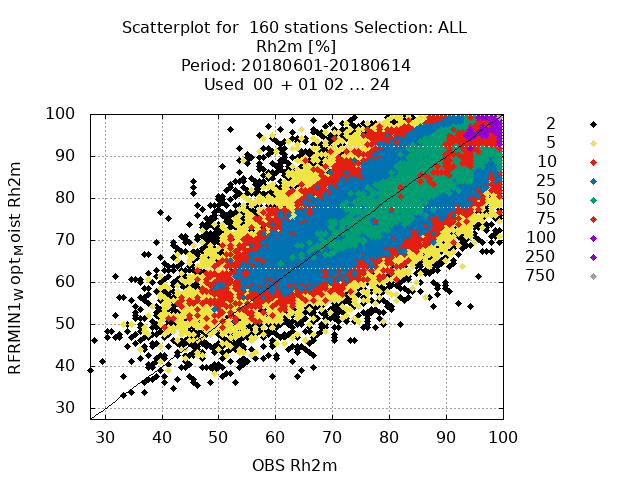 Scatterplot for  160 stations Selection: ALL
Rh2m [%]
Period: 20180601-20180614
Used  00 + 01 02 ... 24
RFRMIN1_W opt_Moist Rh2m
100
90
80
70
60
50
40
30
30 40 50 60 70 80 90 100
OBS Rh2m
2
5
10
25
50
75
100
250
750